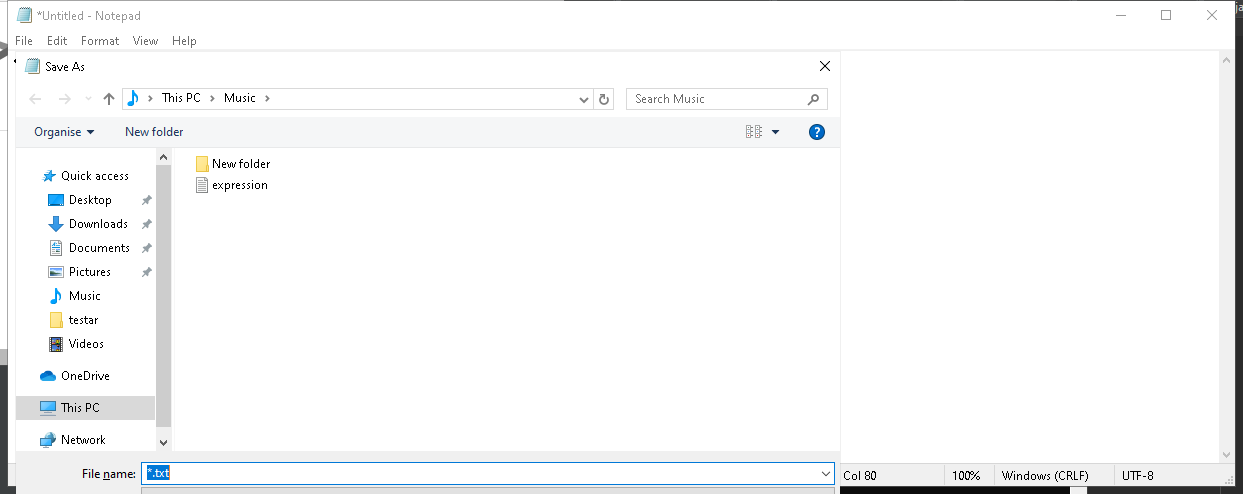 *Untitled - Notepad
File Edit Format View Help
Save As
This PC Music
Search Music
Organise New folder
Quick access
Desktop
Downloads
Documents
Pictures
Music
testar
Videos
OneDrive
This PC
Network
New folder
expression
File name: *.txt
Col 80 100% Windows (CRLF) UTF-8